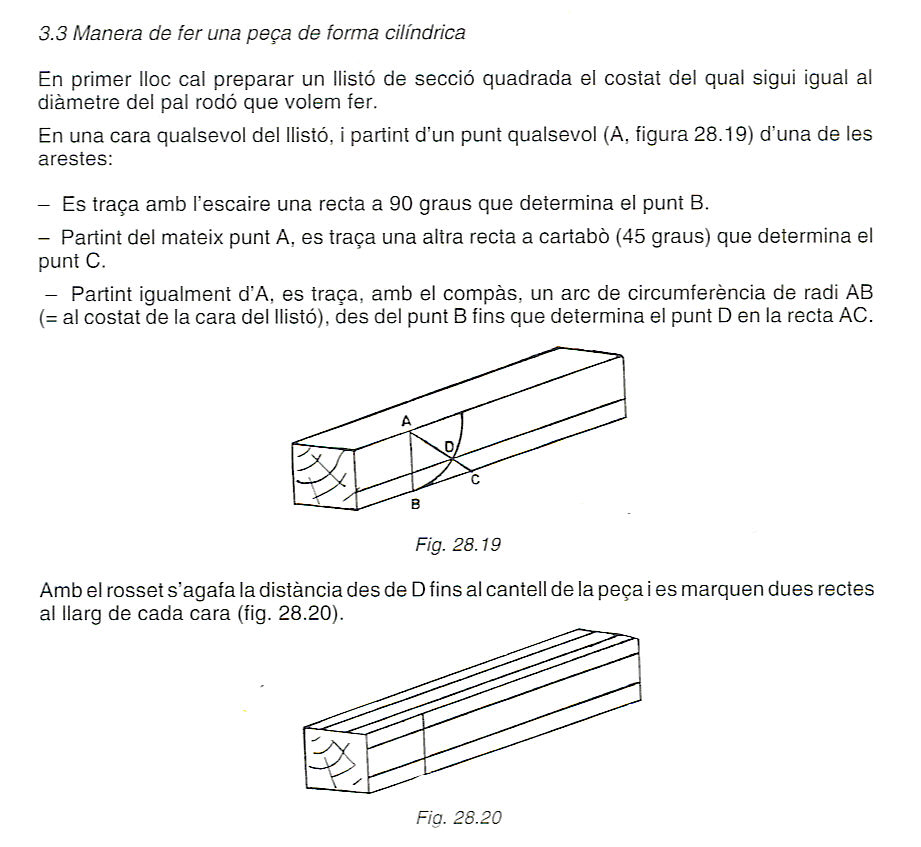 3.3 Manera de fer una peça de forma cilíndrica
En primer lloc cal preparar un llistó de secció quadrada el costat del qual sigui igual al
diàmetre del pal rodó que volem fer.
En una cara qualsevol del llistó, i partint d'un punt qualsevol (A, figura 28.19) d'una de les
arestes:
– Es traça amb l'escaire una recta a 90 graus que determina el punt B.
– Partint del mateix punt A, es traça una altra recta a cartabò (45 graus) que determina el
punt C.
– Partint igualment d'A, es traça, amb el compàs, un arc de circumferència de radi AB
(= al costat de la cara del llistó), des del punt B fins que determina el punt D en la recta AC.
A
D
C
B
Fig. 28.19
Amb el rosset s'agafa la distància des de D fins al cantell de la peça i es marquen dues rectes
al llarg de cada cara (fig. 28.20).
Fig. 28.20